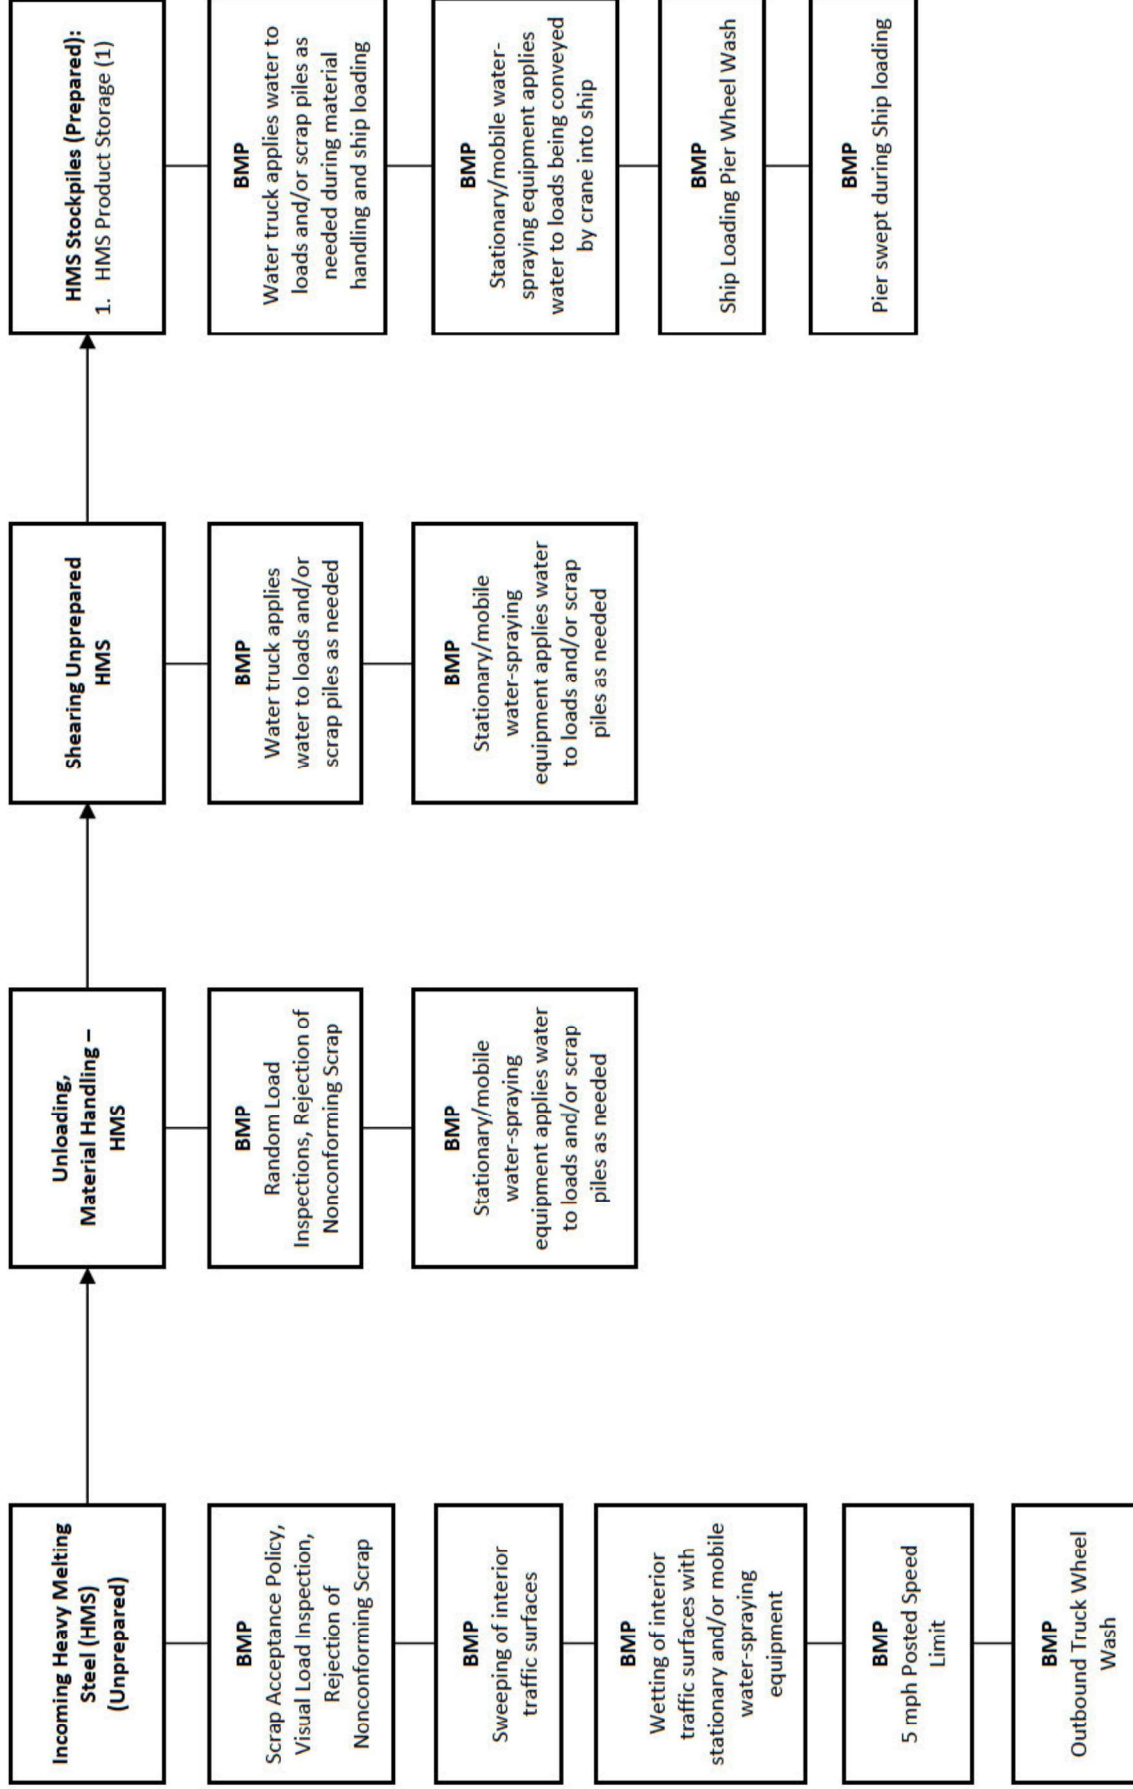 Incoming Heavy Melting
Steel (HMS)
(Unprepared)
BMP
Scrap Acceptance Policy,
Visual Load Inspection,
Rejection of
Nonconforming Scrap
BMP
Sweeping of interior
traffic surfaces
BMP
Wetting of interior
traffic surfaces with
stationary and/or mobile
water-spraying
equipment
BMP
5 mph Posted Speed
Limit
BMP
Outbound Truck Wheel
Wash
Unloading,
Material Handling –
HMS
BMP
Random Load
Inspections, Rejection of
Nonconforming Scrap
BMP
Stationary/mobile
water-spraying
equipment applies water
to loads and/or scrap
piles as needed
Shearing Unprepared
HMS
BMP
Water truck applies
water to loads and/or
scrap piles as needed
BMP
Stationary/mobile
water-spraying
equipment applies water
to loads and/or scrap
piles as needed
HMS Stockpiles (Prepared):
1. HMS Product Storage (1)
BMP
Water truck applies water to
loads and/or scrap piles as
needed during material
handling and ship loading
BMP
Stationary/mobile water-
spraying equipment applies
water to loads being conveyed
by crane into ship
BMP
Ship Loading Pier Wheel Wash
BMP
Pier swept during Ship loading